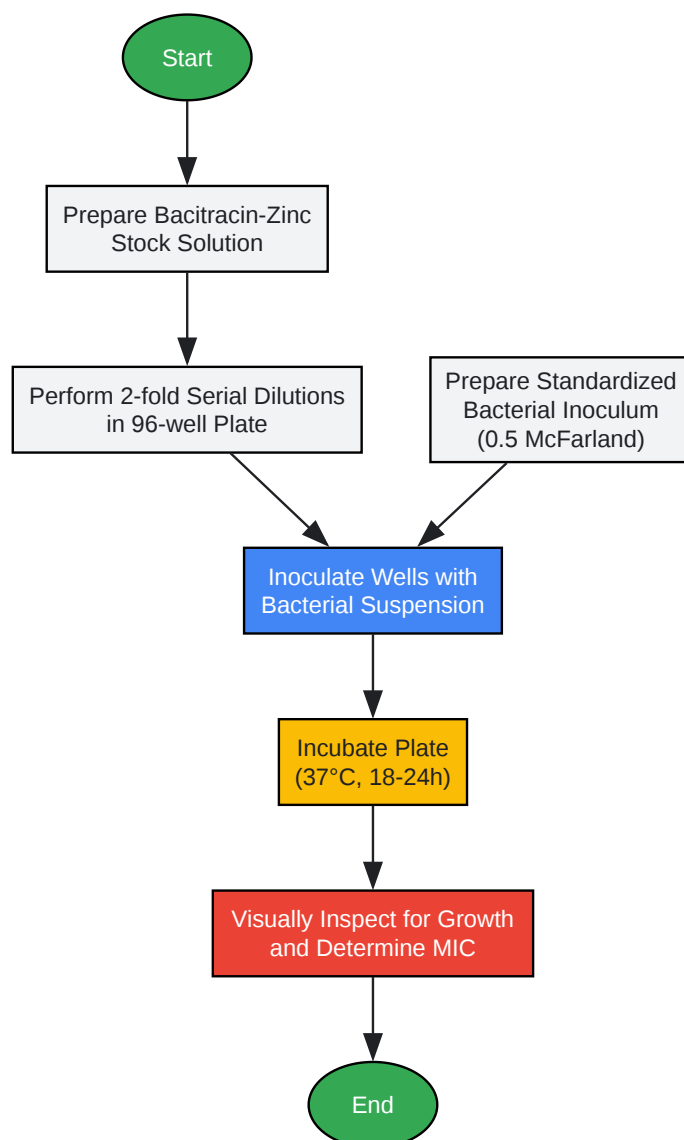 Start
Prepare Bacitracin-Zinc
Stock Solution
Perform 2-fold Serial Dilutions
in 96-well Plate
Prepare Standardized
Bacterial Inoculum
(0.5 McFarland)
Inoculate Wells with
Bacterial Suspension
Incubate Plate
(37°C, 18-24h)
Visually Inspect for Growth
and Determine MIC
End